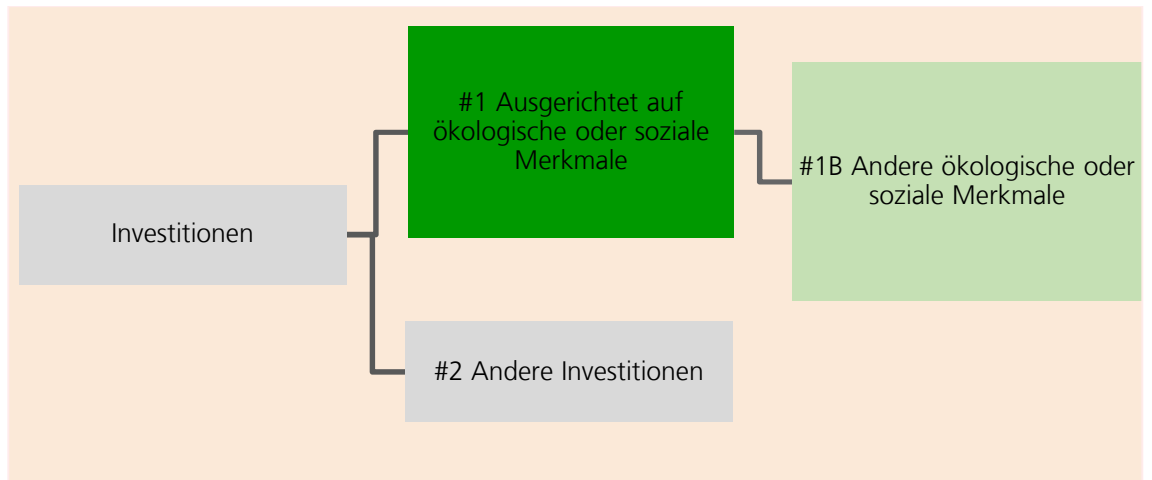 #1 Ausgerichtet auf
ökologische oder soziale
Merkmale
#1B Andere ökologische oder
soziale Merkmale
Investitionen
#2 Andere Investitionen